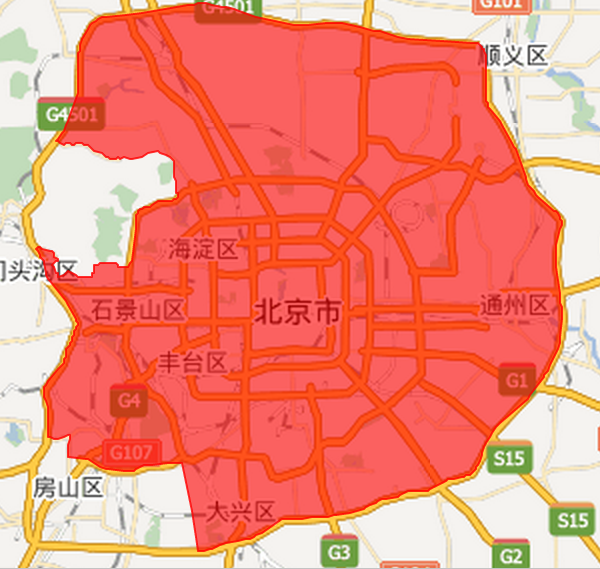 G4501
G101
顺义区
G4501
海淀区
门头沟区
石景山区
北京市
通州区
丰台区
G1
G4
G107
S15
房山区
大兴区
S15
G3
G2